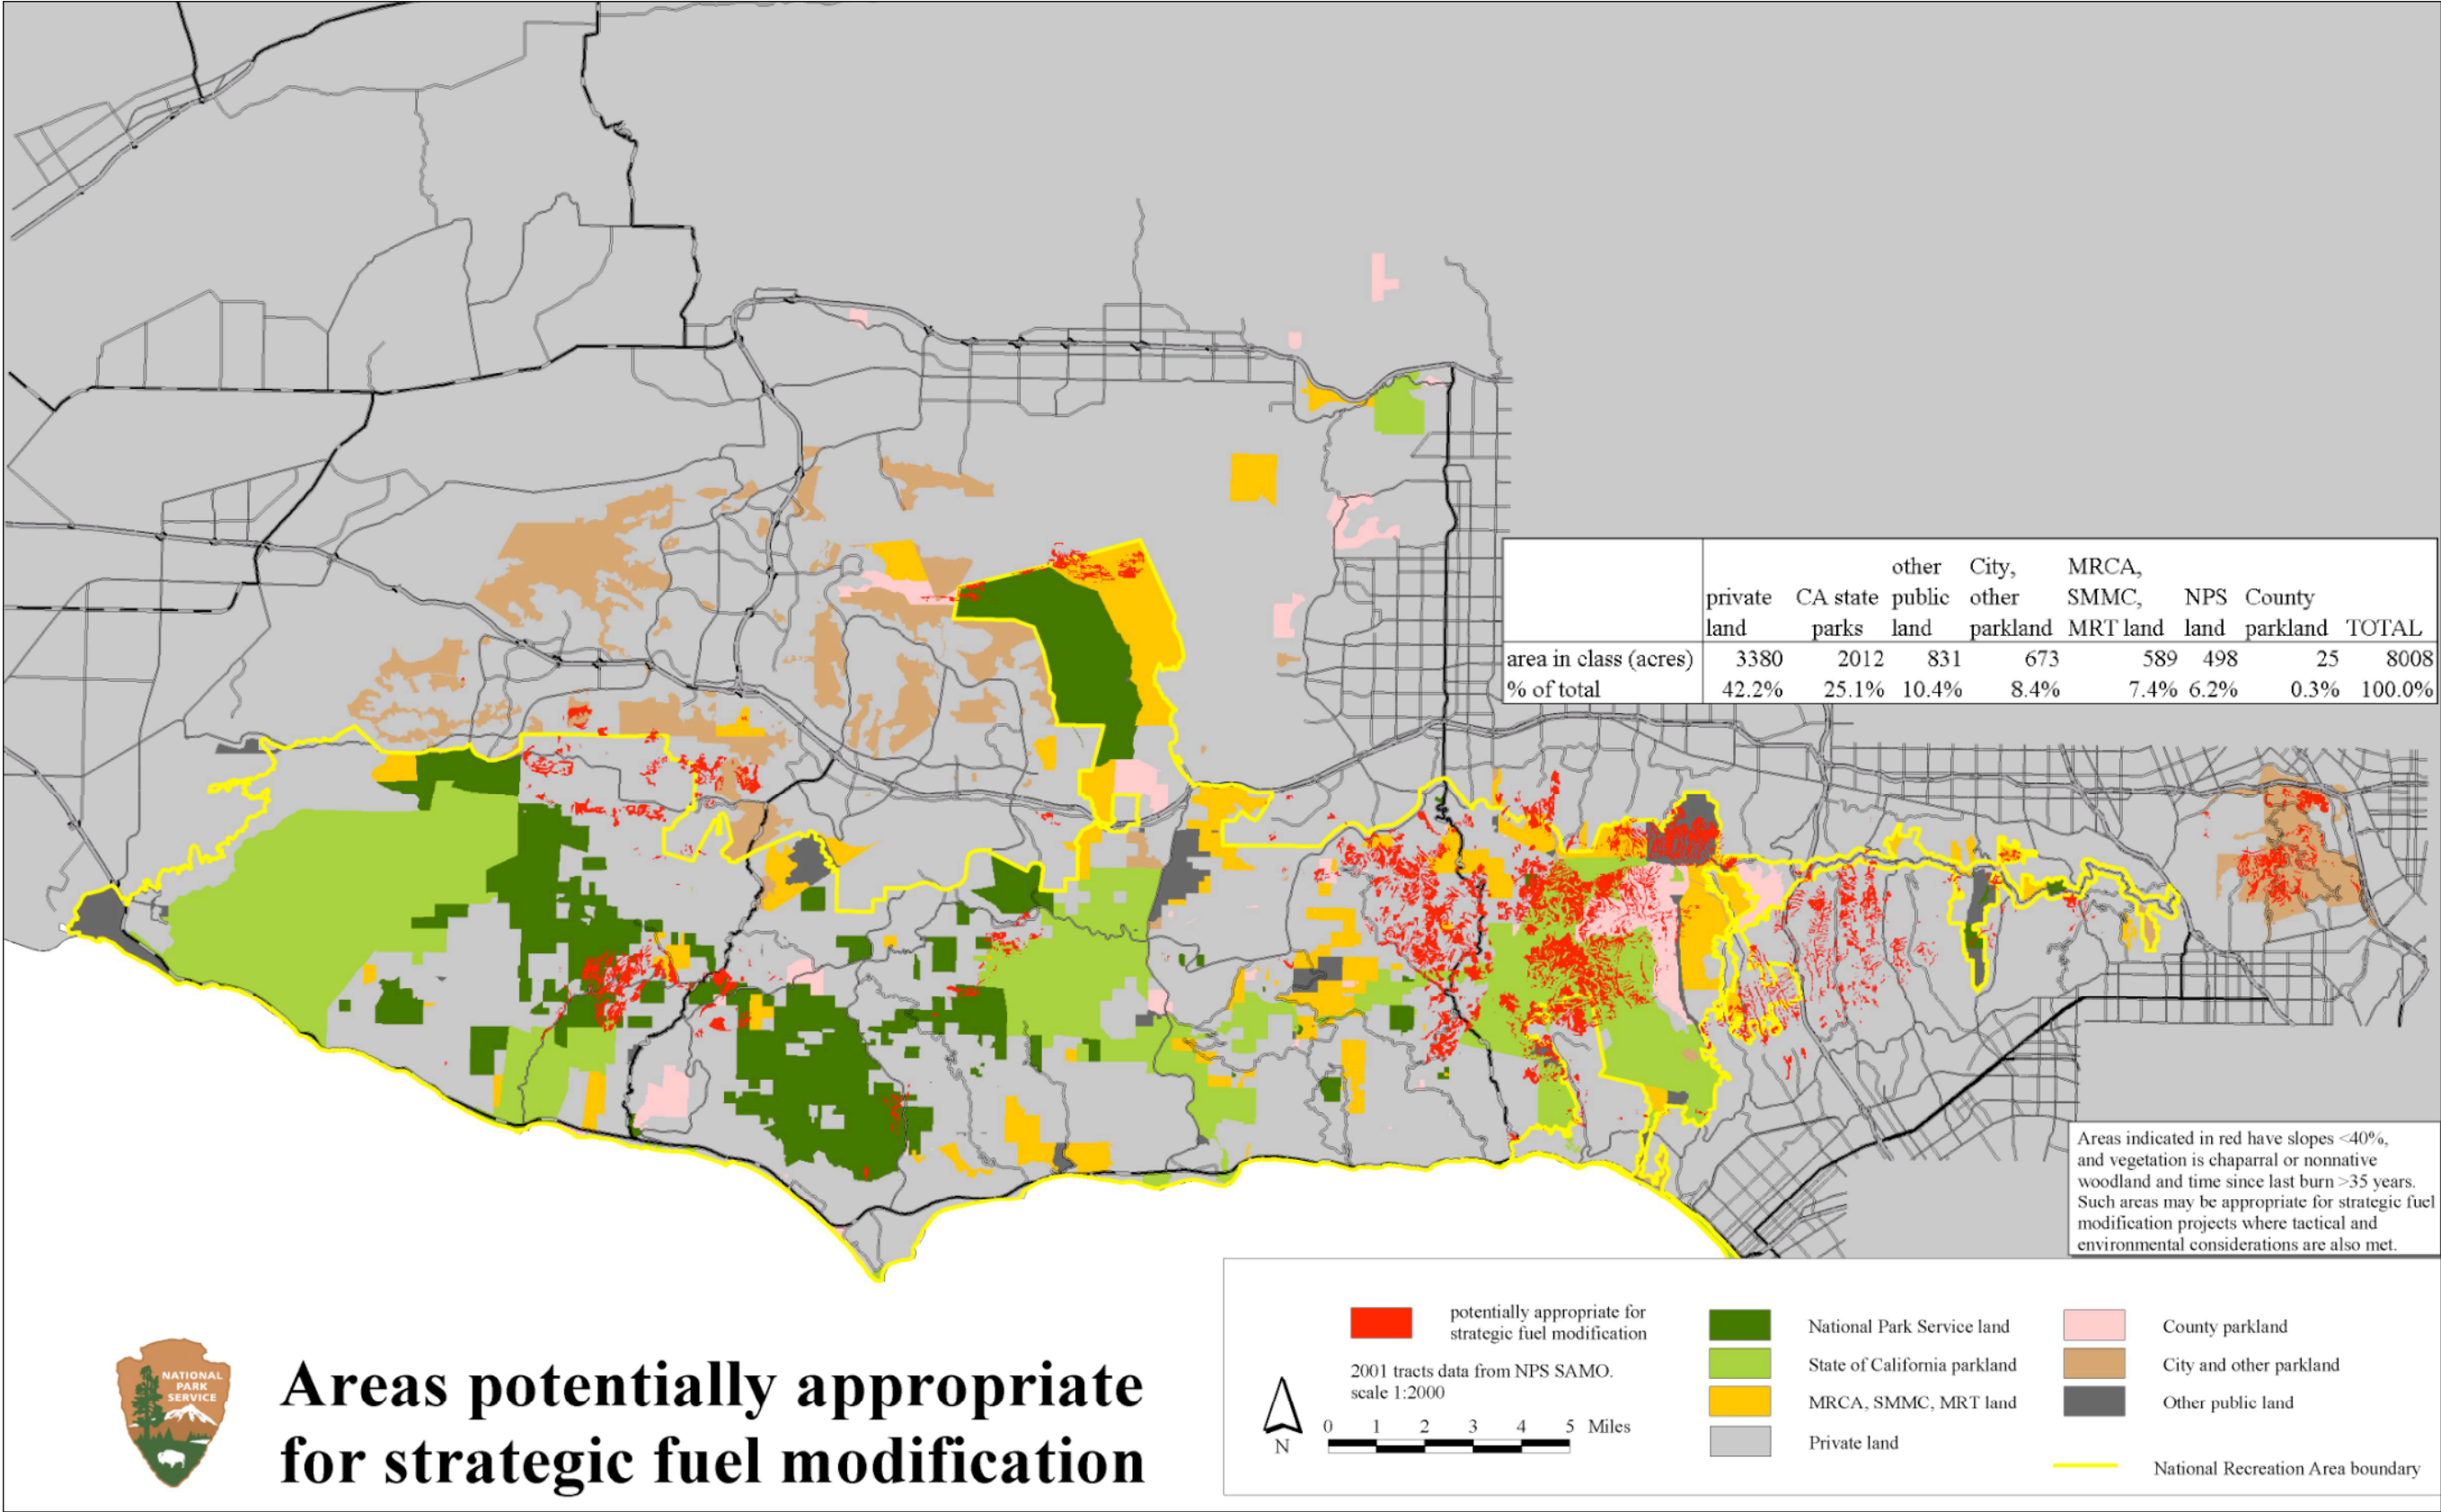 other City, MRCA,
private CA state public other SMMC, NPS County
land parks land parkland MRT land land parkland TOTAL
area in class (acres) 3380 2012 831 673 589 498 25 8008
% of total 42.2% 25.1% 10.4% 8.4% 7.4% 6.2% 0.3% 100.0%
Areas indicated in red have slopes <40%,
and vegetation is chaparral or nonnative
woodland and time since last burn >35 years.
Such areas may be appropriate for strategic fuel
modification projects where tactical and
environmental considerations are also met.
NATIONAL
PARK
SERVICE
Areas potentially appropriate
for strategic fuel modification
potentially appropriate for
strategic fuel modification
2001 tracts data from NPS SAMO.
scale 1:2000
N
0 1 2 3 4 5 Miles
National Park Service land
State of California parkland
MRCA, SMMC, MRT land
Private land
County parkland
City and other parkland
Other public land
National Recreation Area boundary